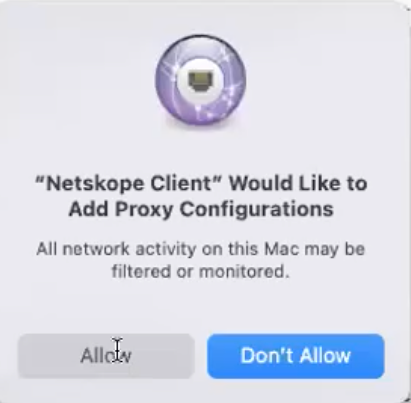 “Netskope Client” Would Like to
Add Proxy Configurations
All network activity on this Mac may be
filtered or monitored.
Allow
Don’t Allow